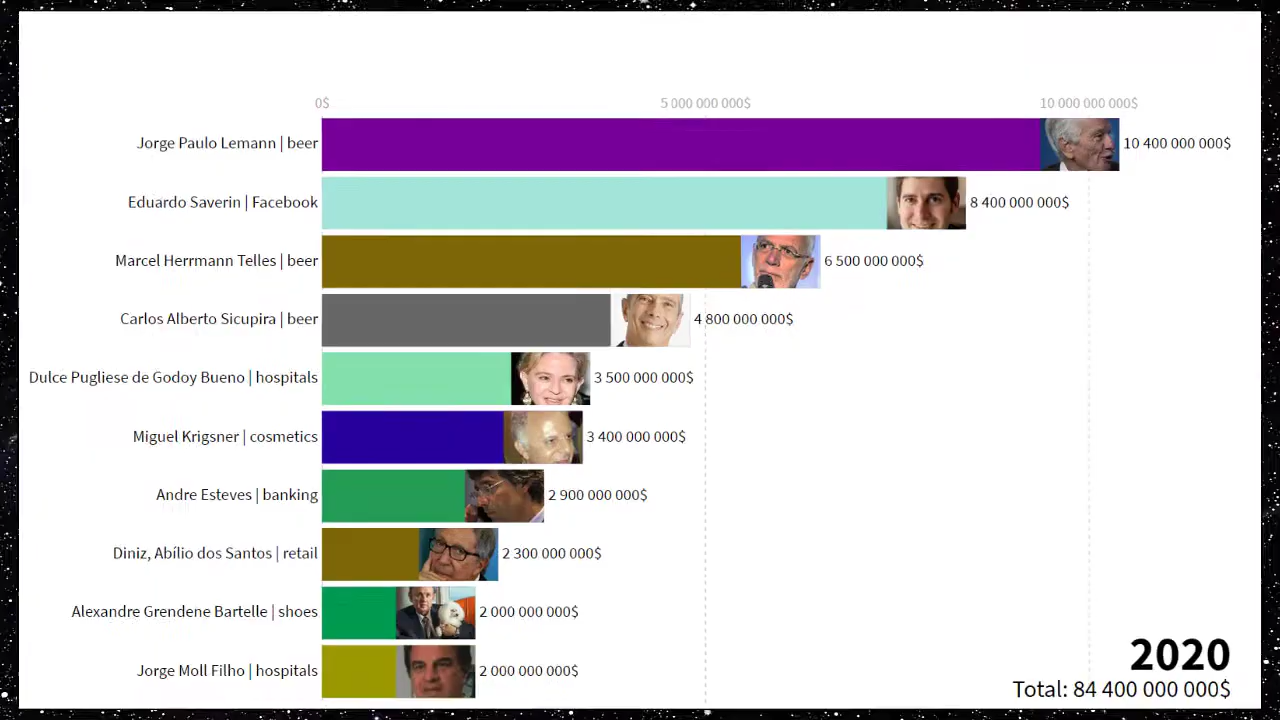 0$ 5 000 000 000$ 10 000 000 000$
Jorge Paulo Lemann | beer 10 400 000 000$
Eduardo Saverin | Facebook 8 400 000 000$
Marcel Herrmann Telles | beer 6 500 000 000$
Carlos Alberto Sicupira | beer 4 800 000 000$
Dulce Pugliese de Godoy Bueno | hospitals 3 500 000 000$
Miguel Krigsner | cosmetics 3 400 000 000$
Andre Esteves | banking 2 900 000 000$
Diniz, Abílio dos Santos | retail 2 300 000 000$
Alexandre Grendene Bartelle | shoes 2 000 000 000$
Jorge Moll Filho | hospitals 2 000 000 000$
2020
Total: 84 400 000 000$